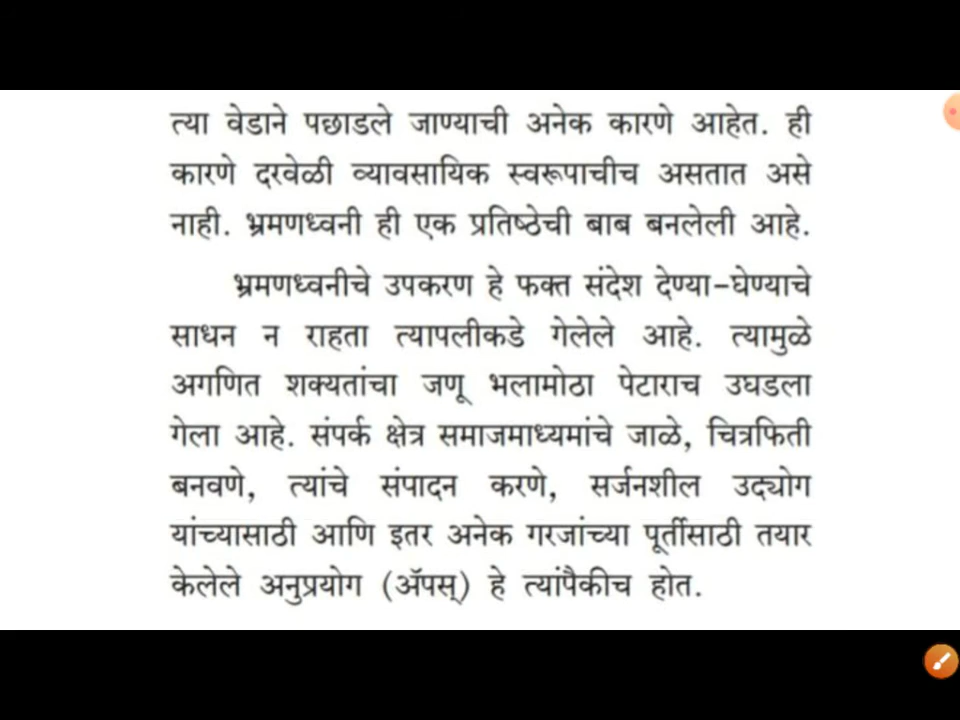 त्या वेडाने पछाडले जाण्याची अनेक कारणे आहेत. ही
कारणे दरवेळी व्यावसायिक स्वरूपाचीच असतात असे
नाही. भ्रमणध्वनी ही एक प्रतिष्ठेची बाब बनलेली आहे.
भ्रमणध्वनीचे उपकरण हे फक्त संदेश देण्या-घेण्याचे
साधन न राहता त्यापलीकडे गेलेले आहे. त्यामुळे
अगणित शक्यतांचा जणू भलामोठा पेटाराच उघडला
गेला आहे. संपर्क क्षेत्र समाजमाध्यमांचे जाळे, चित्रफिती
बनवणे, त्यांचे संपादन करणे, सर्जनशील उद्योग
यांच्यासाठी आणि इतर अनेक गरजांच्या पूर्तीसाठी तयार
केलेले अनुप्रयोग (ॲपस्) हे त्यांपैकीच होत.